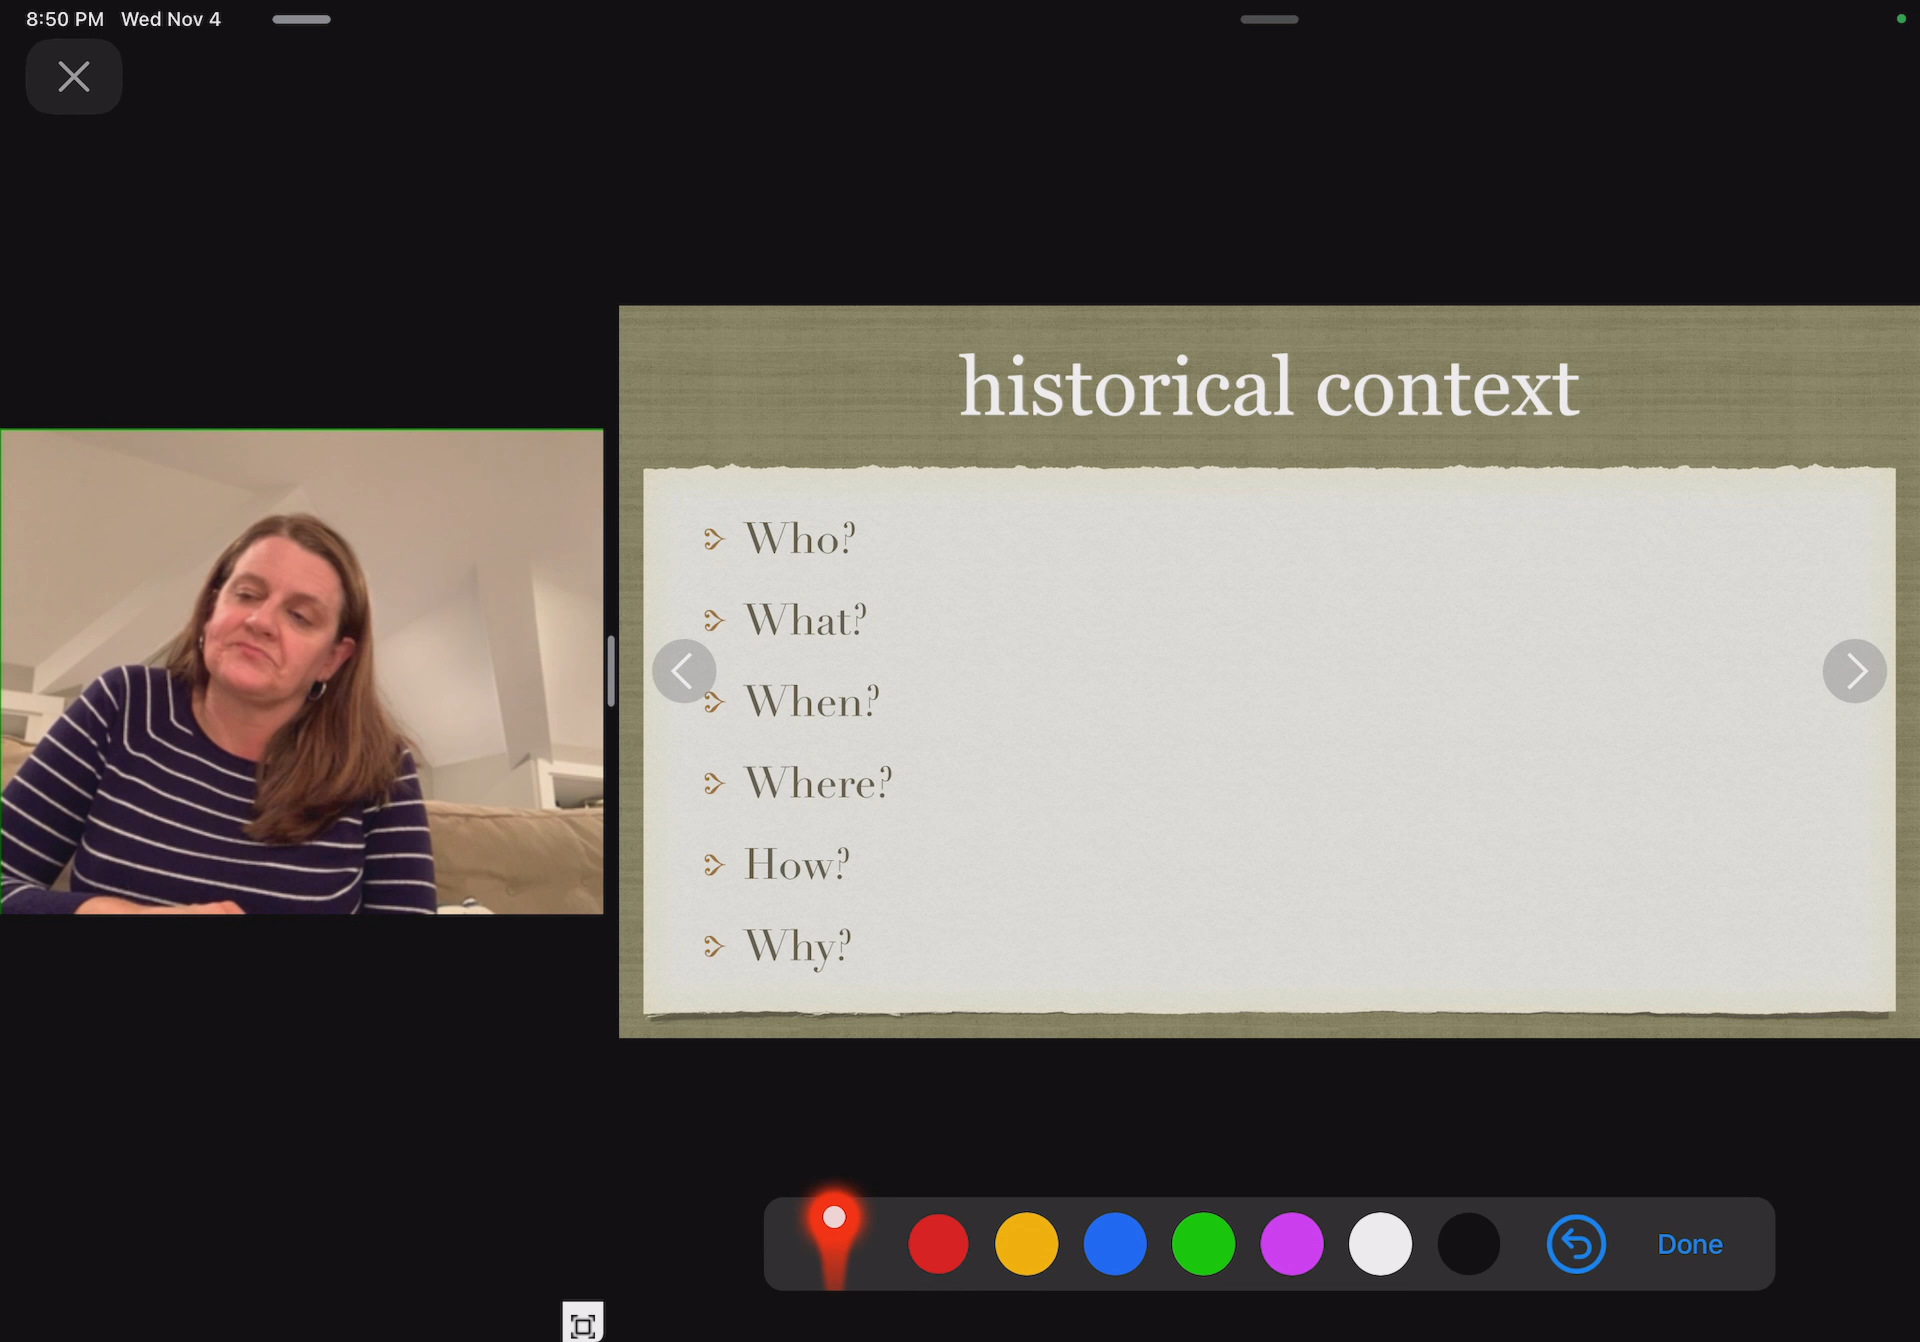 8:50 PM Wed Nov 4
historical context
Who?
What?
When?
Where?
How?
Why?
Done